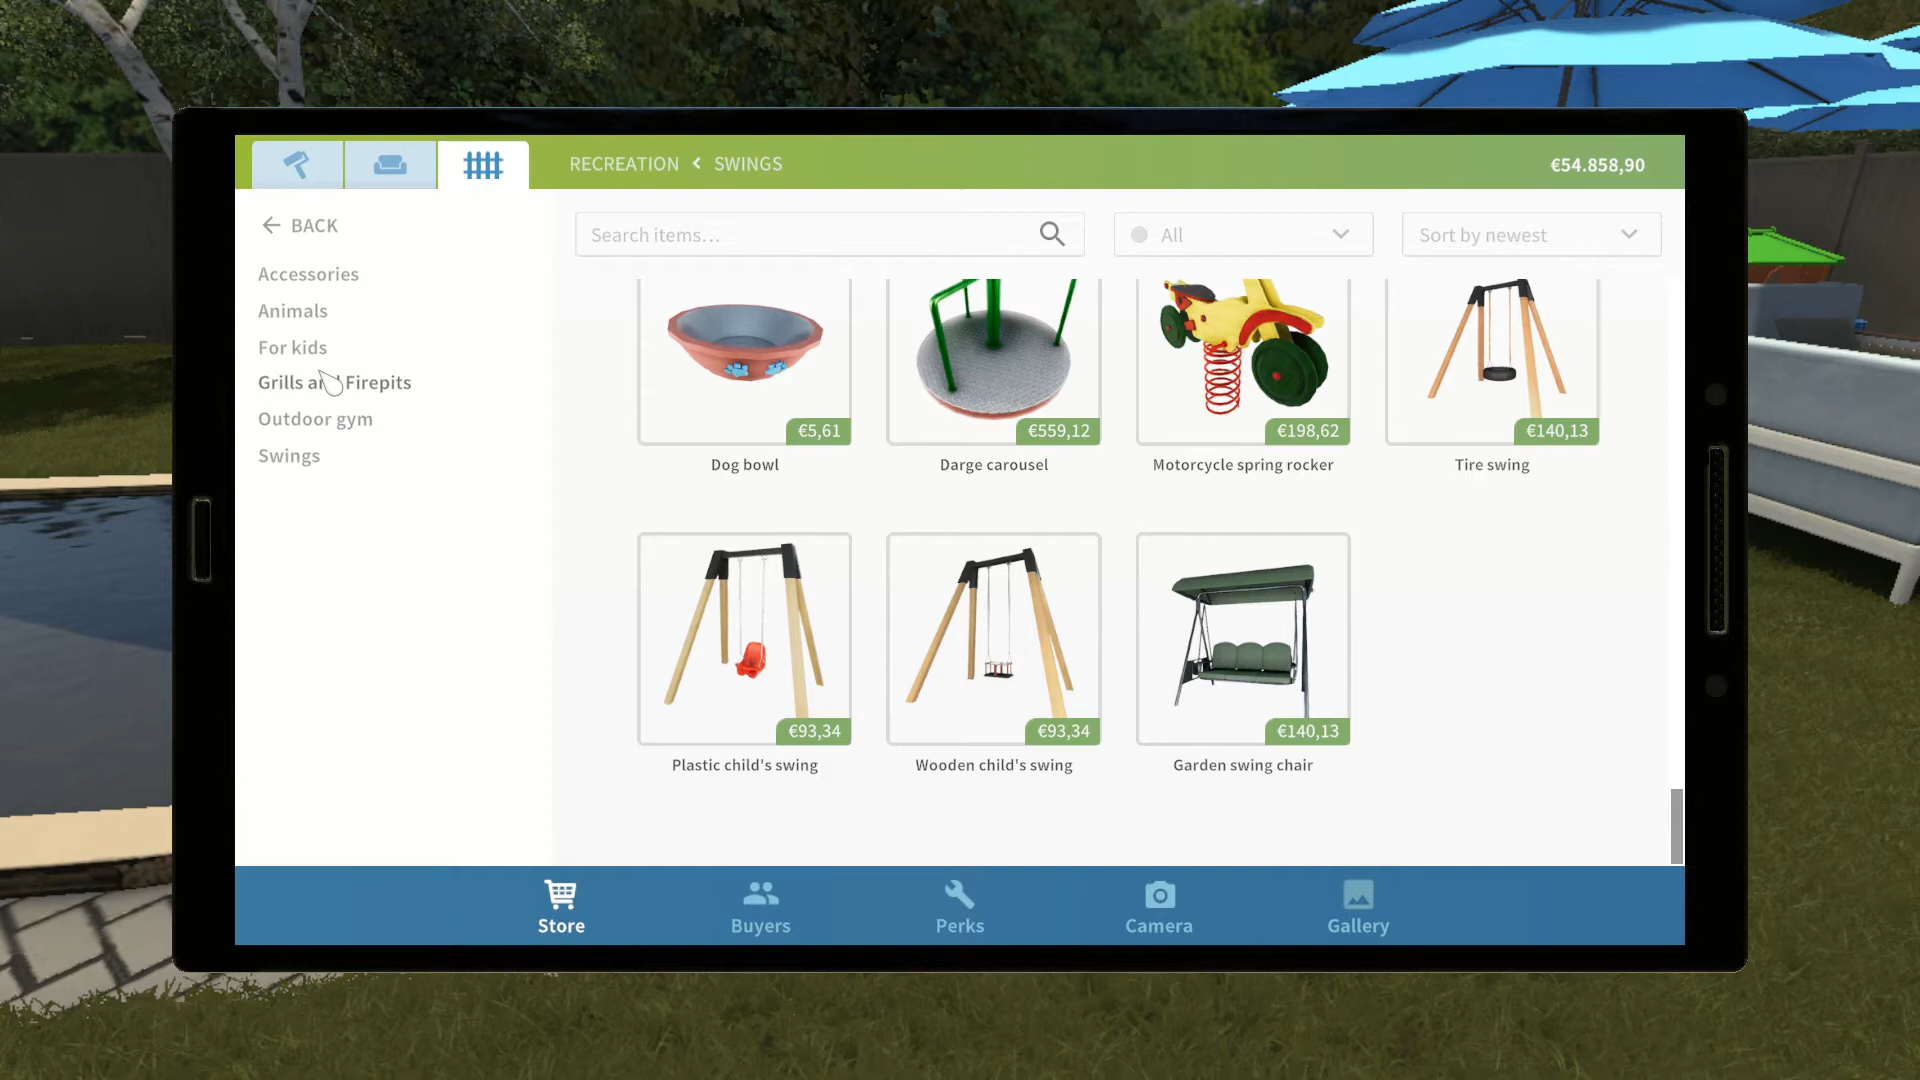 RECREATION < SWINGS
€54.858,90
BACK
Search items...
All
Sort by newest
Accessories
Animals
For kids
Grills and Firepits
Outdoor gym
Swings
€5,61
€559,12
€198,62
€140,13
Dog bowl
Darge carousel
Motorcycle spring rocker
Tire swing
€93,34
€93,34
€140,13
Plastic child's swing
Wooden child's swing
Garden swing chair
Store
Buyers
Perks
Camera
Gallery